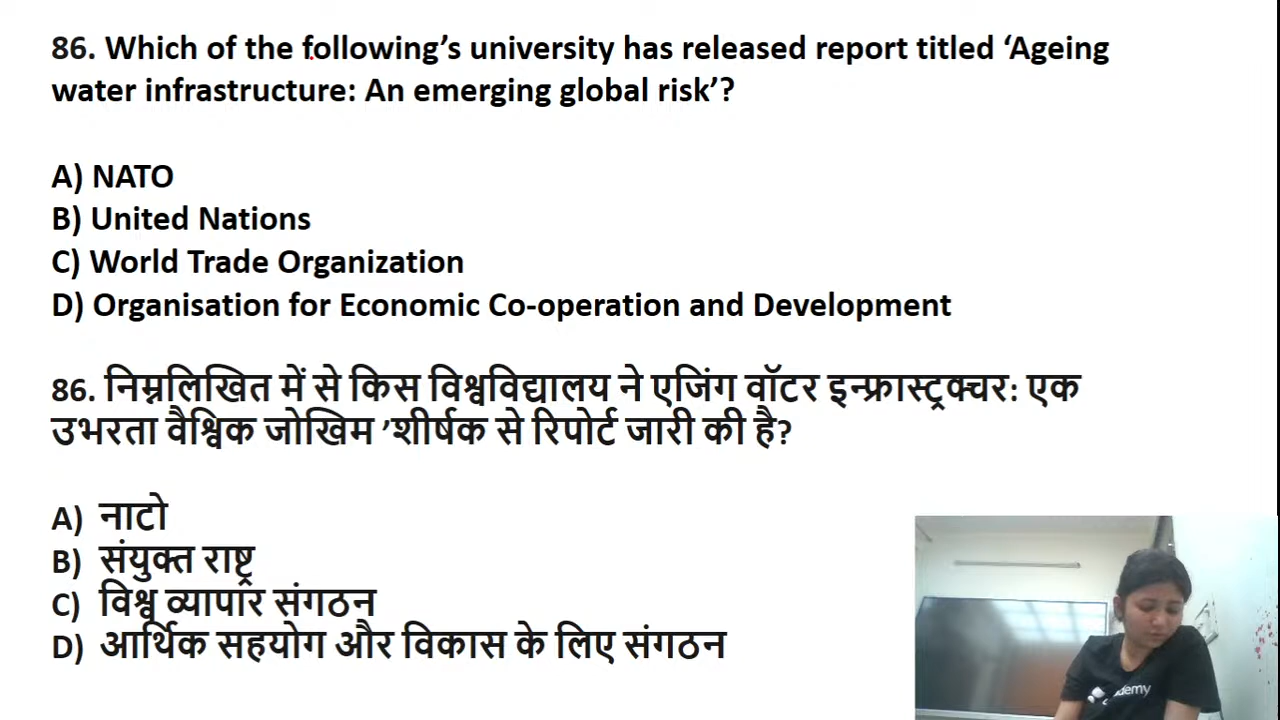 86. Which of the following’s university has released report titled ‘Ageing
water infrastructure: An emerging global risk’?
A) NATO
B) United Nations
C) World Trade Organization
D) Organisation for Economic Co-operation and Development
86. निम्नलिखित में से किस विश्वविद्यालय ने एजिंग वॉटर इन्फ्रास्ट्रक्चर: एक
उभरता वैश्विक जोखिम ’शीर्षक से रिपोर्ट जारी की है?
A) नाटो
B) संयुक्त राष्ट्र
C) विश्व व्यापार संगठन
D) आर्थिक सहयोग और विकास के लिए संगठन